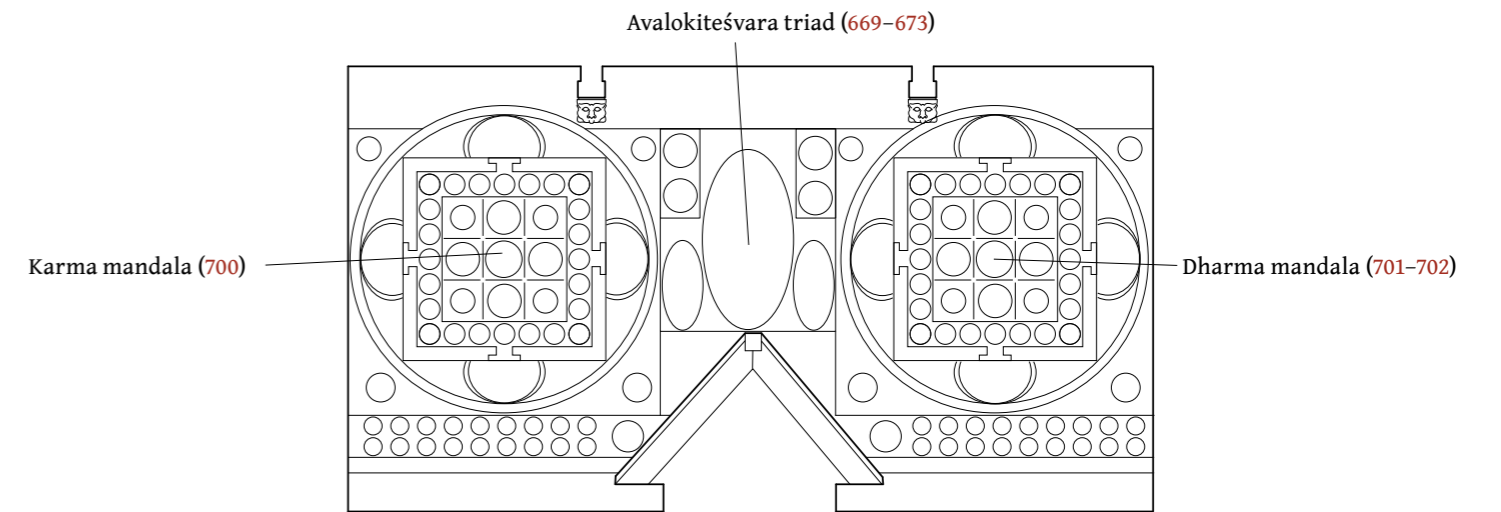 Avalokiteśvara triad (669–673)
Karma mandala (700)
Dharma mandala (701–702)